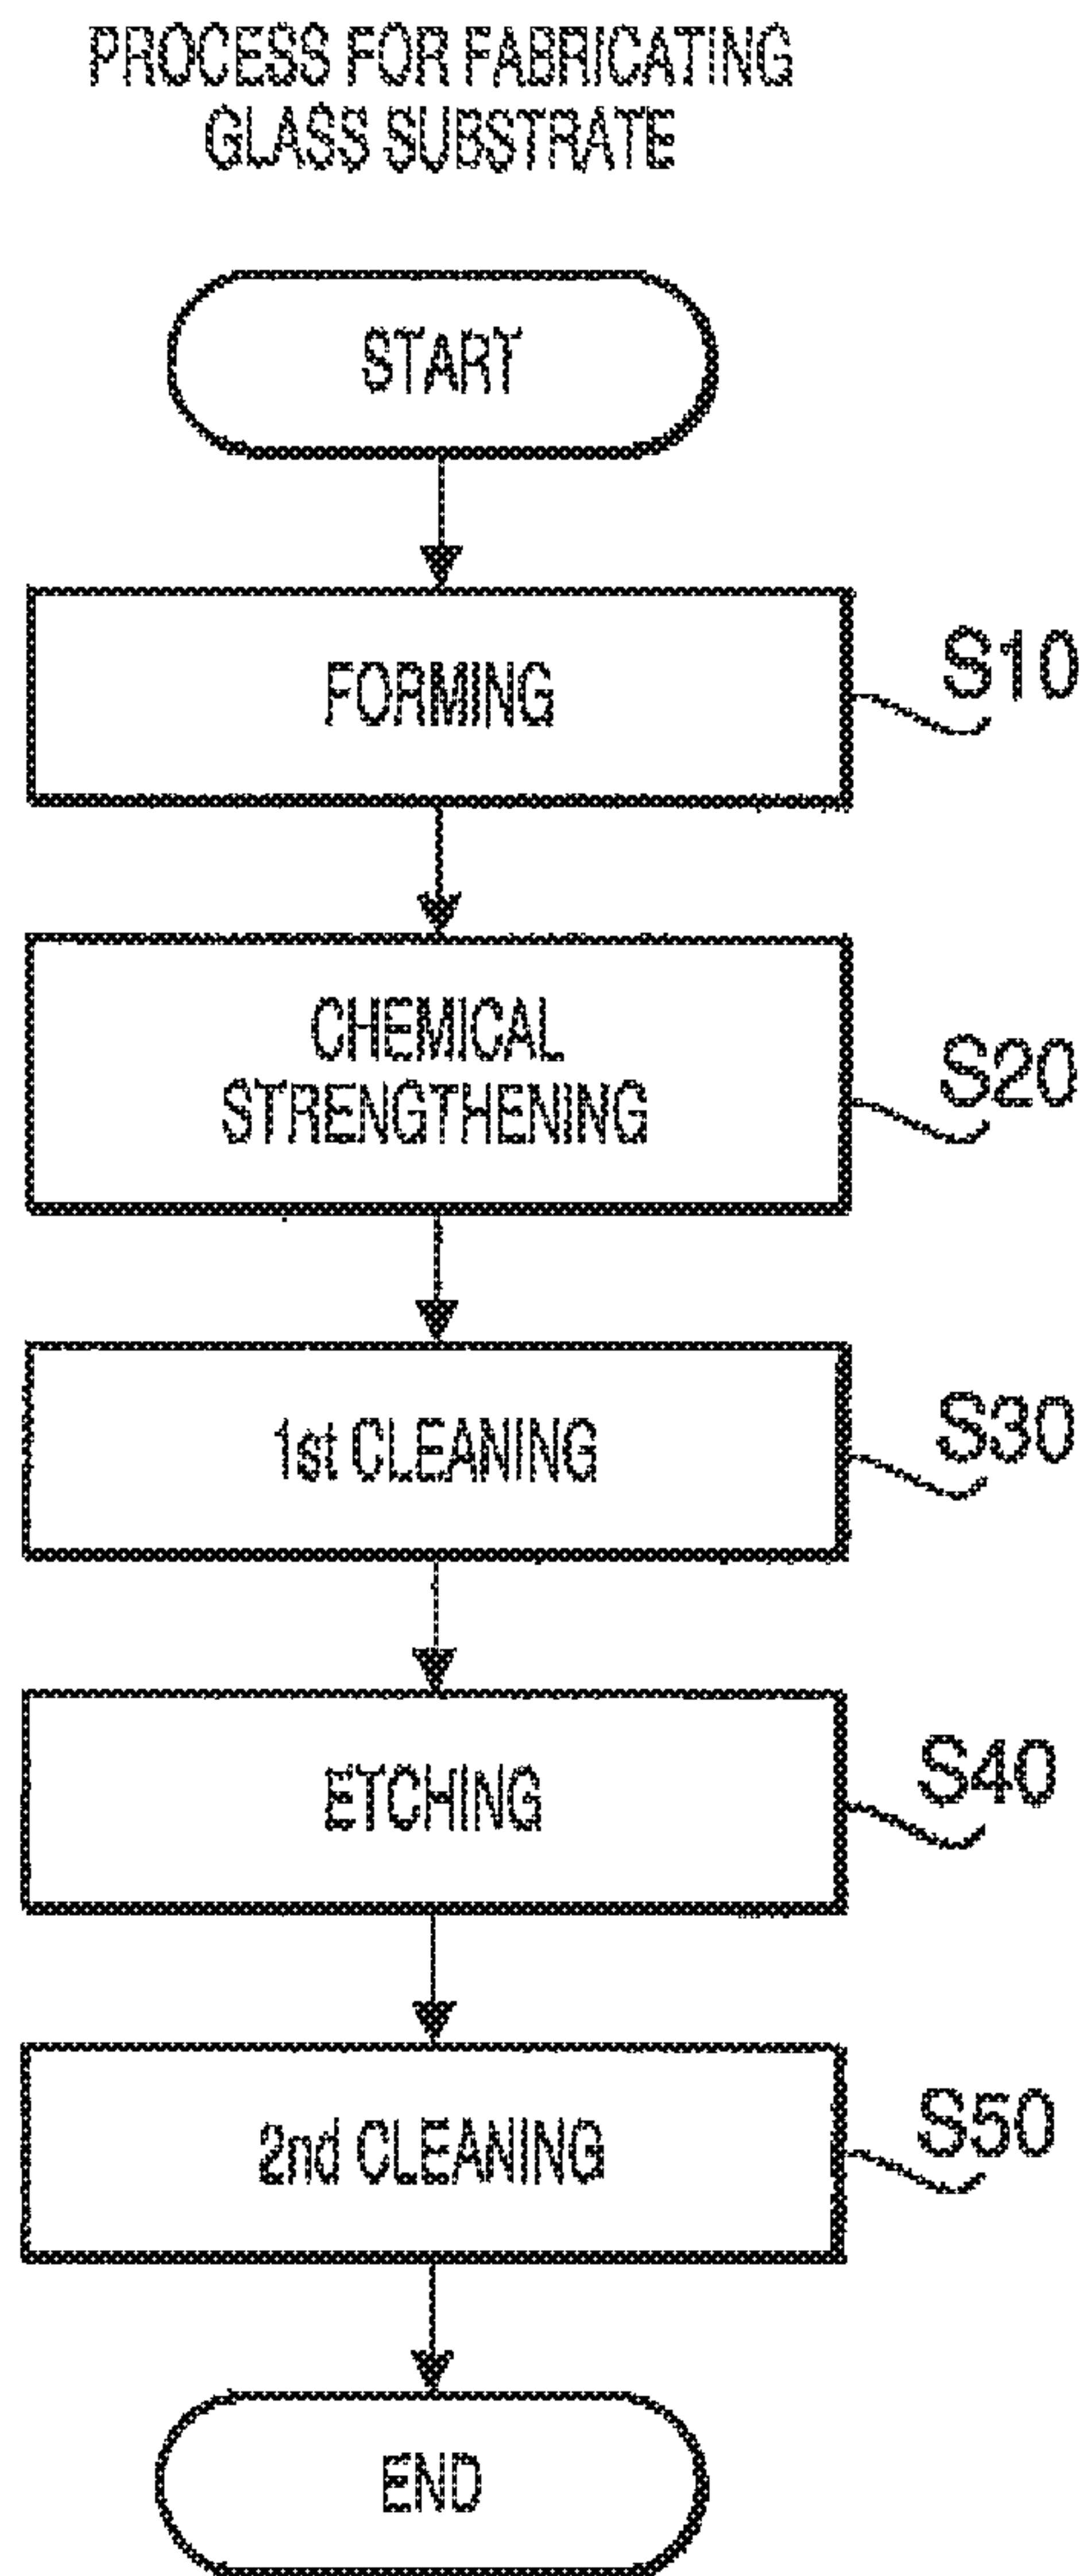 PROCESS FOR FABRICATING
GLASS SUBSTRATE
START
FORMING
S10
CHEMICAL
STRENGTHENING
S20
1st CLEANING
S30
ETCHING
S40
2nd CLEANING
S50
END